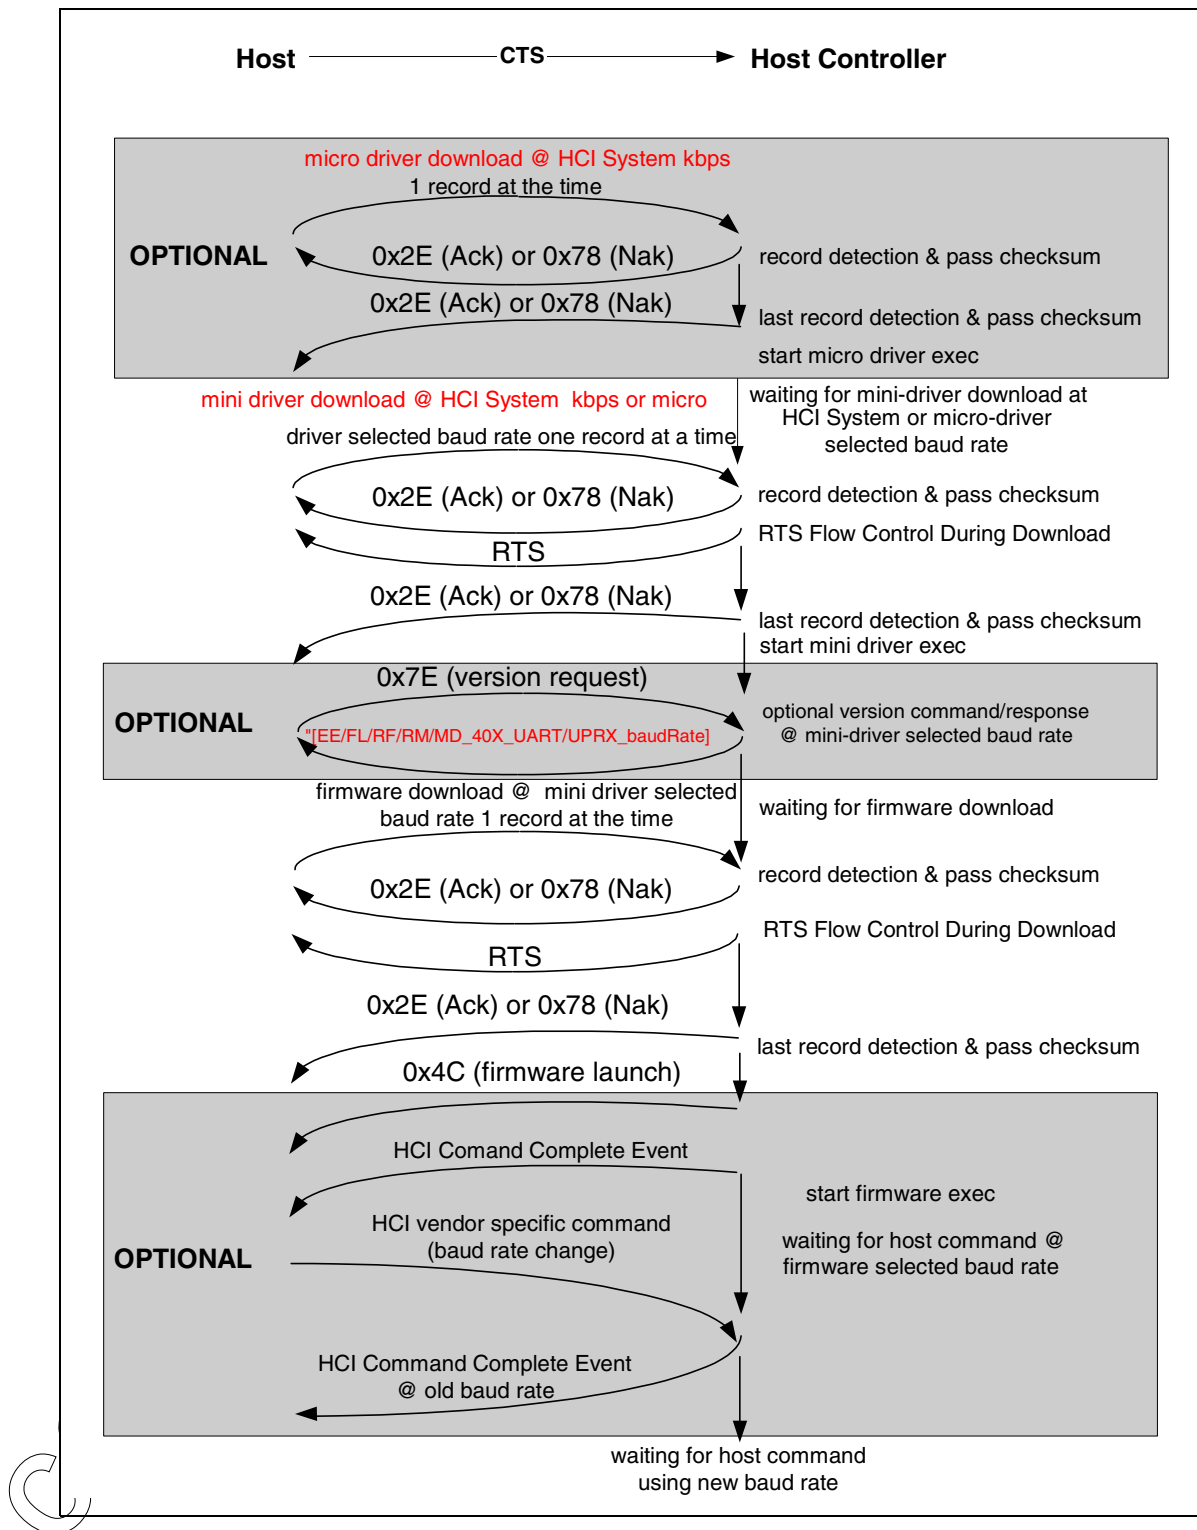 Host CTS Host Controller
micro driver download @ HCI System kbps
1 record at the time
OPTIONAL
0x2E (Ack) or 0x78 (Nak)
record detection & pass checksum
0x2E (Ack) or 0x78 (Nak)
last record detection & pass checksum
start micro driver exec
mini driver download @ HCI System kbps or micro
driver selected baud rate one record at a time
waiting for mini-driver download at
HCI System or micro-driver
selected baud rate
0x2E (Ack) or 0x78 (Nak)
record detection & pass checksum
RTS
RTS Flow Control During Download
0x2E (Ack) or 0x78 (Nak)
last record detection & pass checksum
start mini driver exec
0x7E (version request)
OPTIONAL
"[EE/FL/RF/RM/MD_40X_UART/UPRX_baudRate]
optional version command/response
@ mini-driver selected baud rate
firmware download @ mini driver selected
baud rate 1 record at the time
waiting for firmware download
0x2E (Ack) or 0x78 (Nak)
record detection & pass checksum
RTS
RTS Flow Control During Download
0x2E (Ack) or 0x78 (Nak)
last record detection & pass checksum
0x4C (firmware launch)
HCI Comand Complete Event
start firmware exec
HCI vendor specific command
(baud rate change)
OPTIONAL
waiting for host command @
firmware selected baud rate
HCI Command Complete Event
@ old baud rate
waiting for host command
using new baud rate